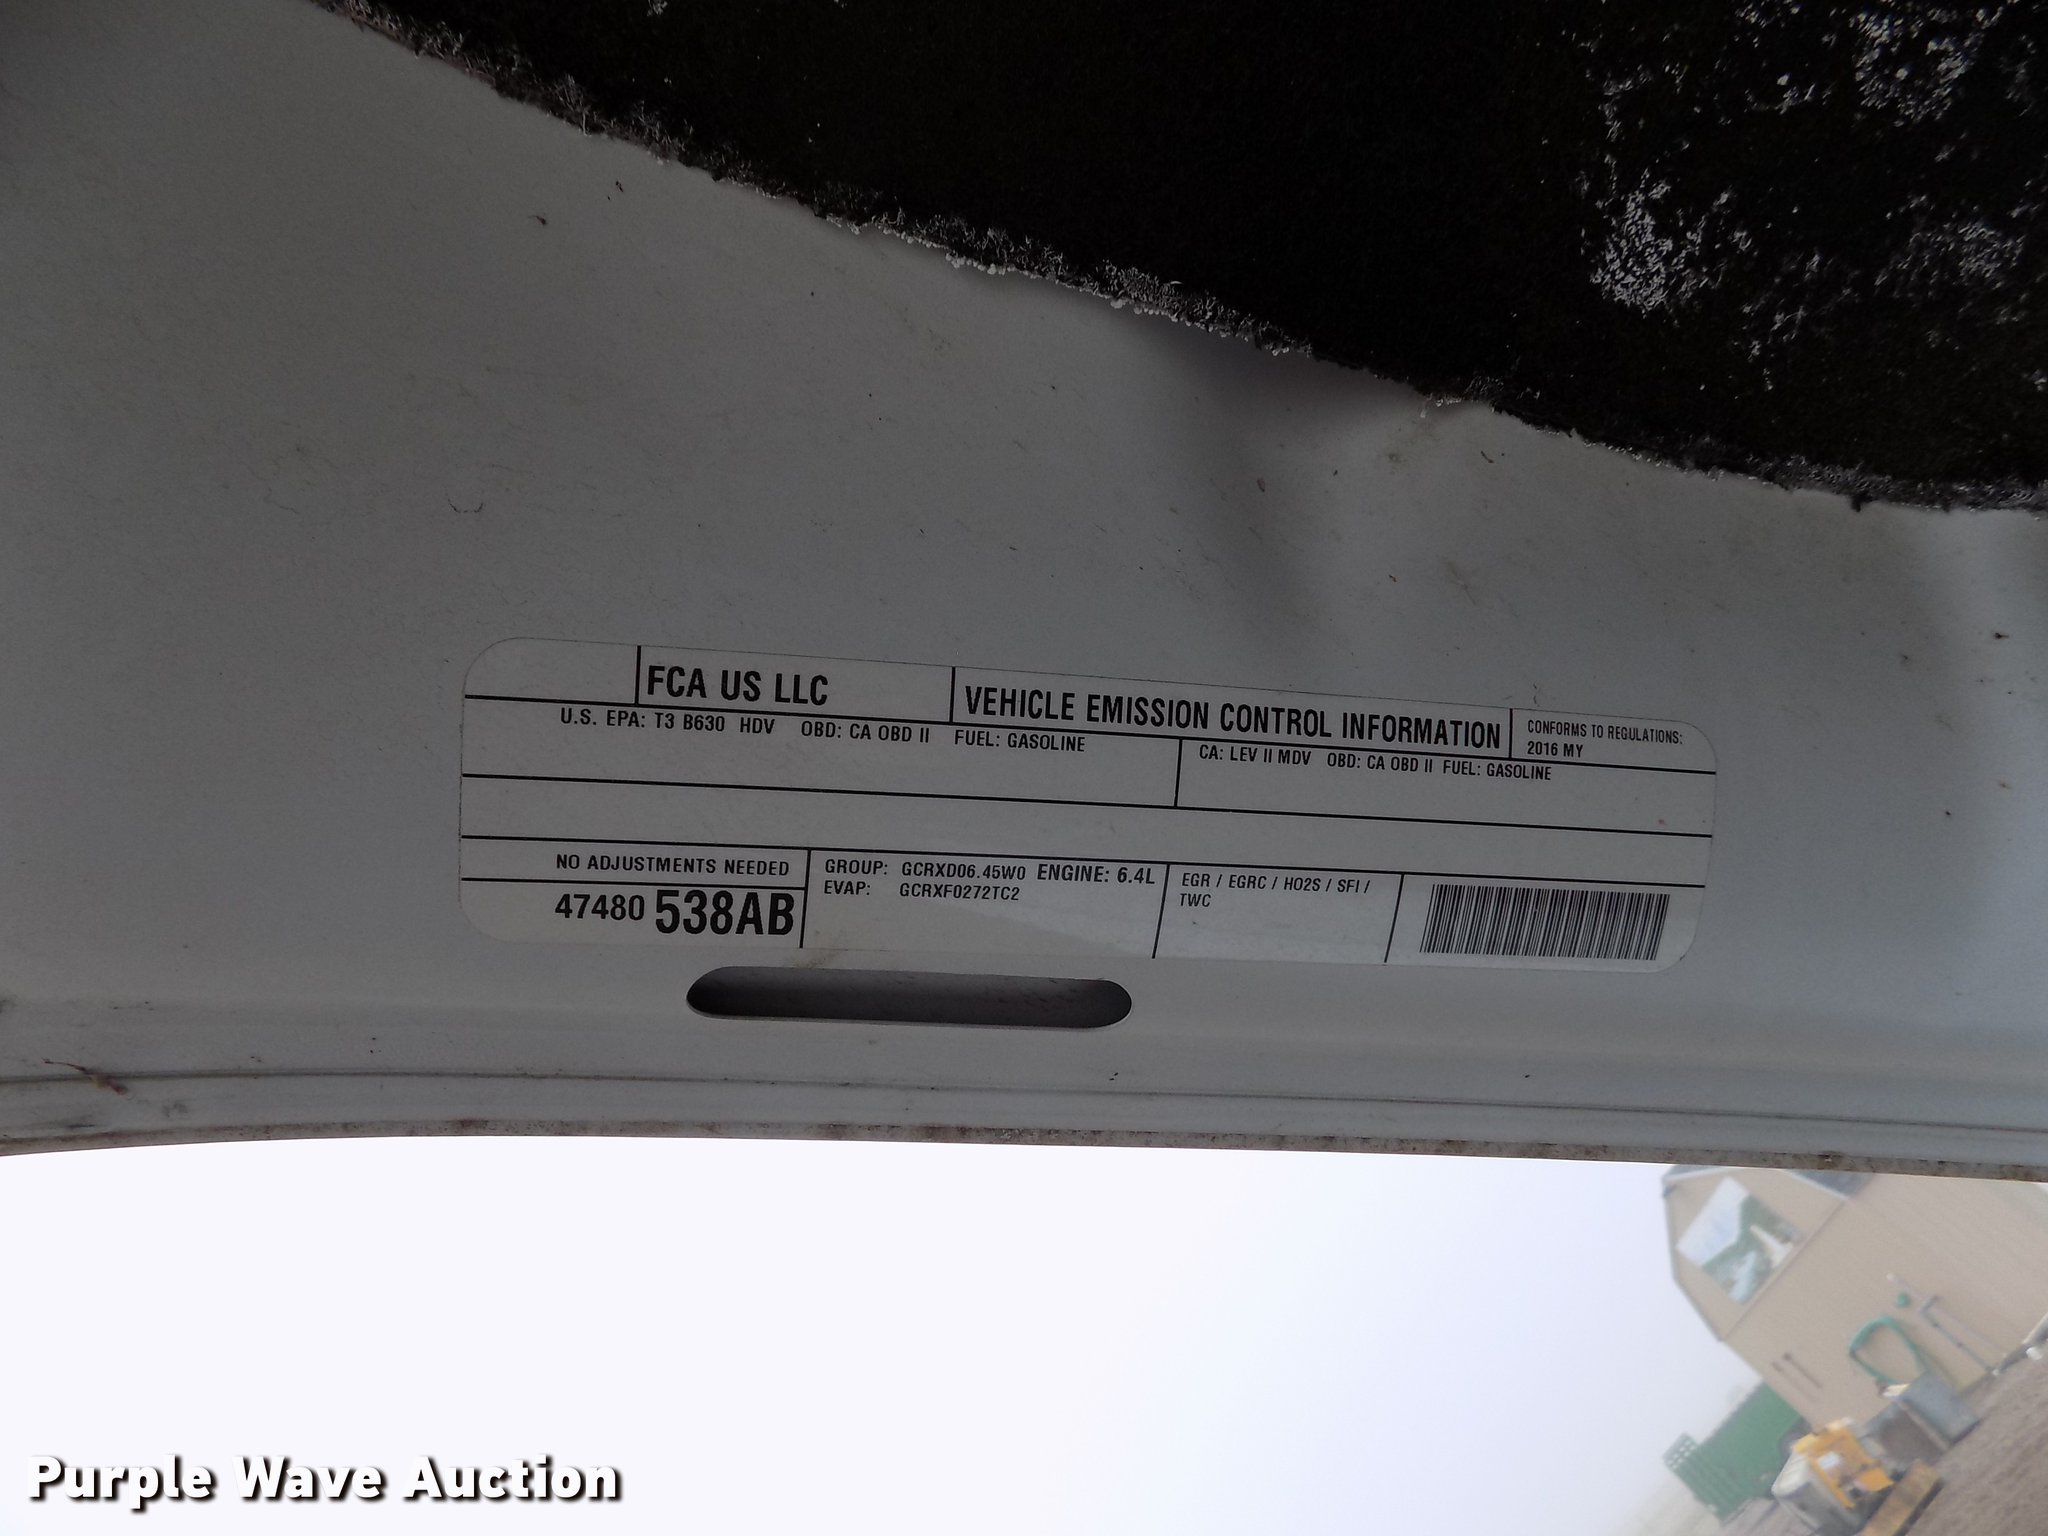 FCA US LLC
VEHICLE EMISSION CONTROL INFORMATION
CONFORMS TO REGULATIONS:
2016 MY
U.S. EPA: T3 B630 HDV OBD: CA OBD II FUEL: GASOLINE
CA: LEV II MDV OBD: CA OBD II FUEL: GASOLINE
NO ADJUSTMENTS NEEDED
47480 538AB
GROUP: GCRXD06.45W0 ENGINE: 6.4L
EVAP: GCRXF0272TC2
EGR / EGRC / HO2S / SFI /
TWC
Purple Wave Auction